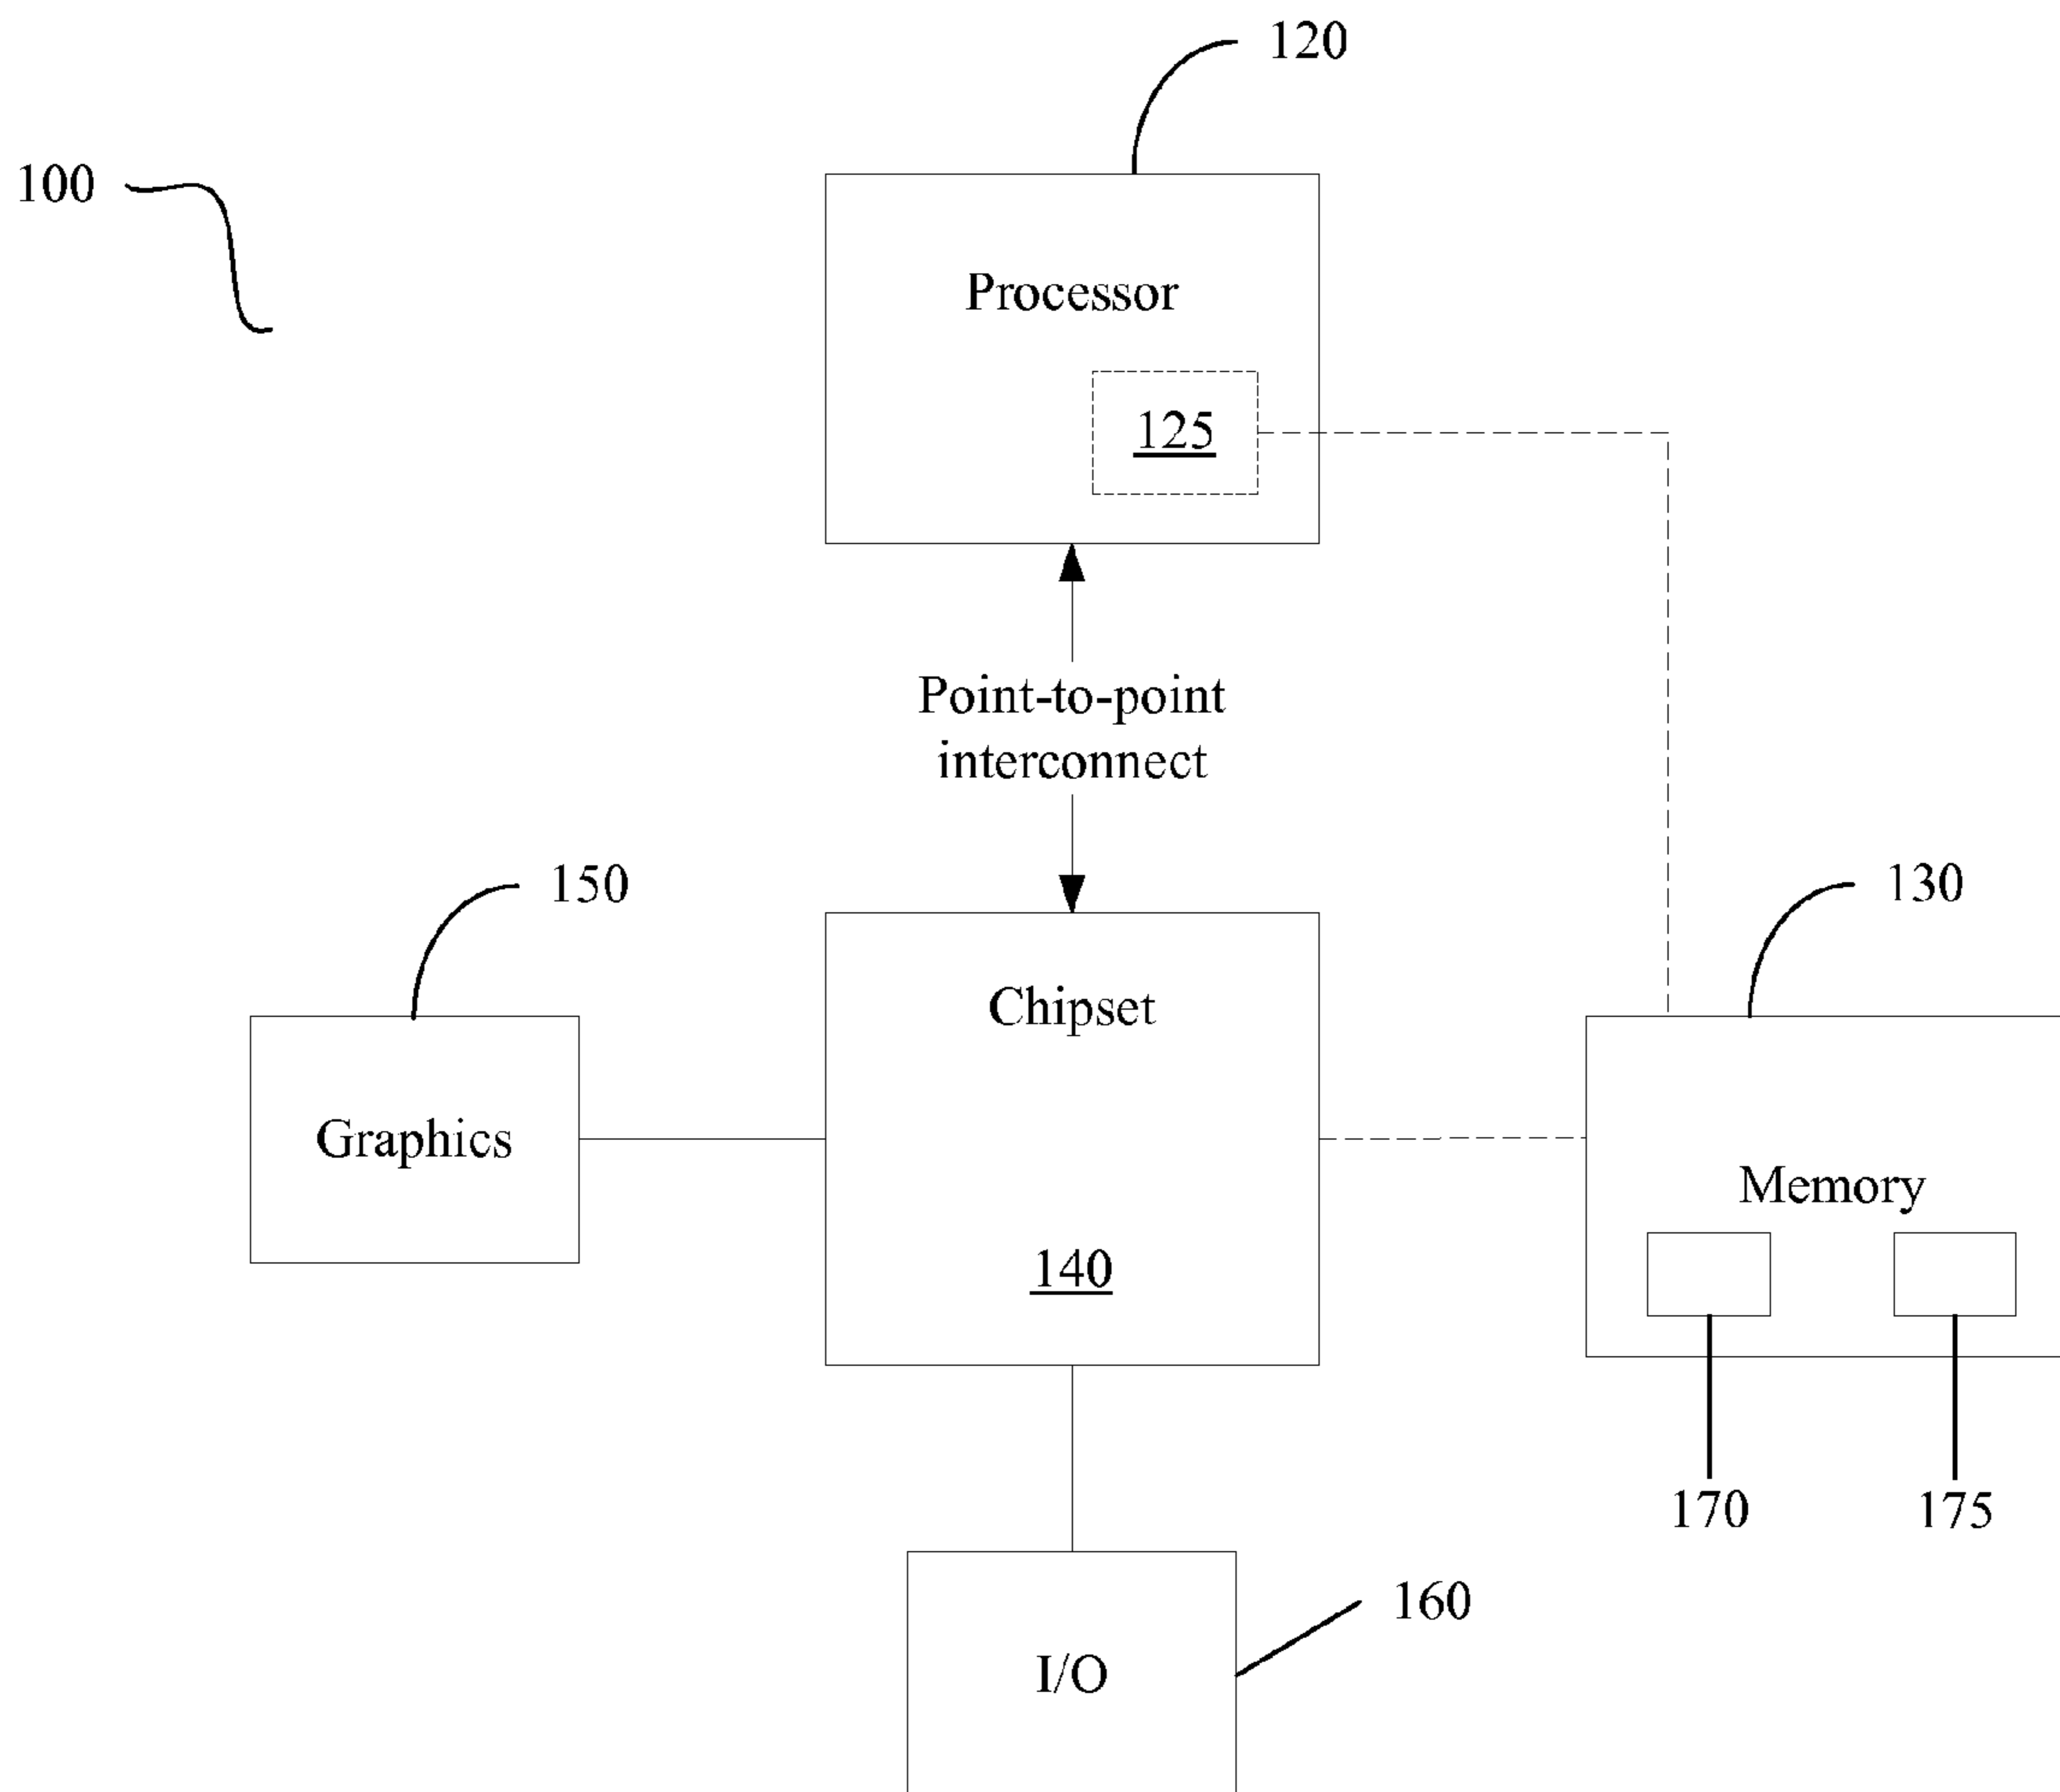 120
100
Processor
125
Point-to-point
interconnect
150
130
Chipset
Graphics
Memory
140
170
175
160
I/O